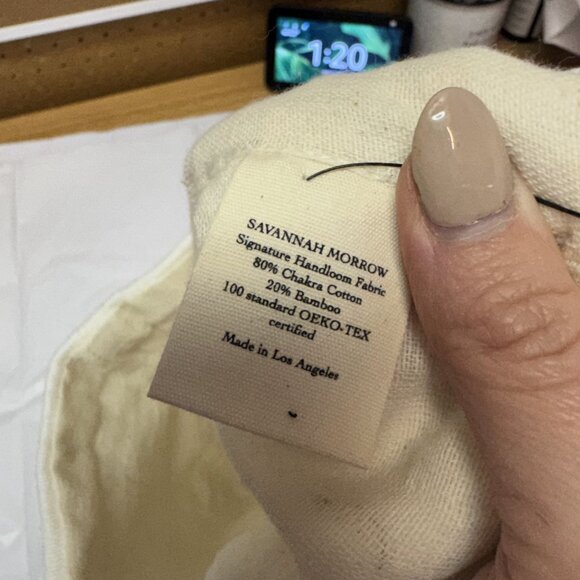 1:20
SAVANNAH MORROW
Signature Handloom Fabric
80% Chakra Cotton
20% Bamboo
100 standard OEKO-TEX
certified
Made in Los Angeles